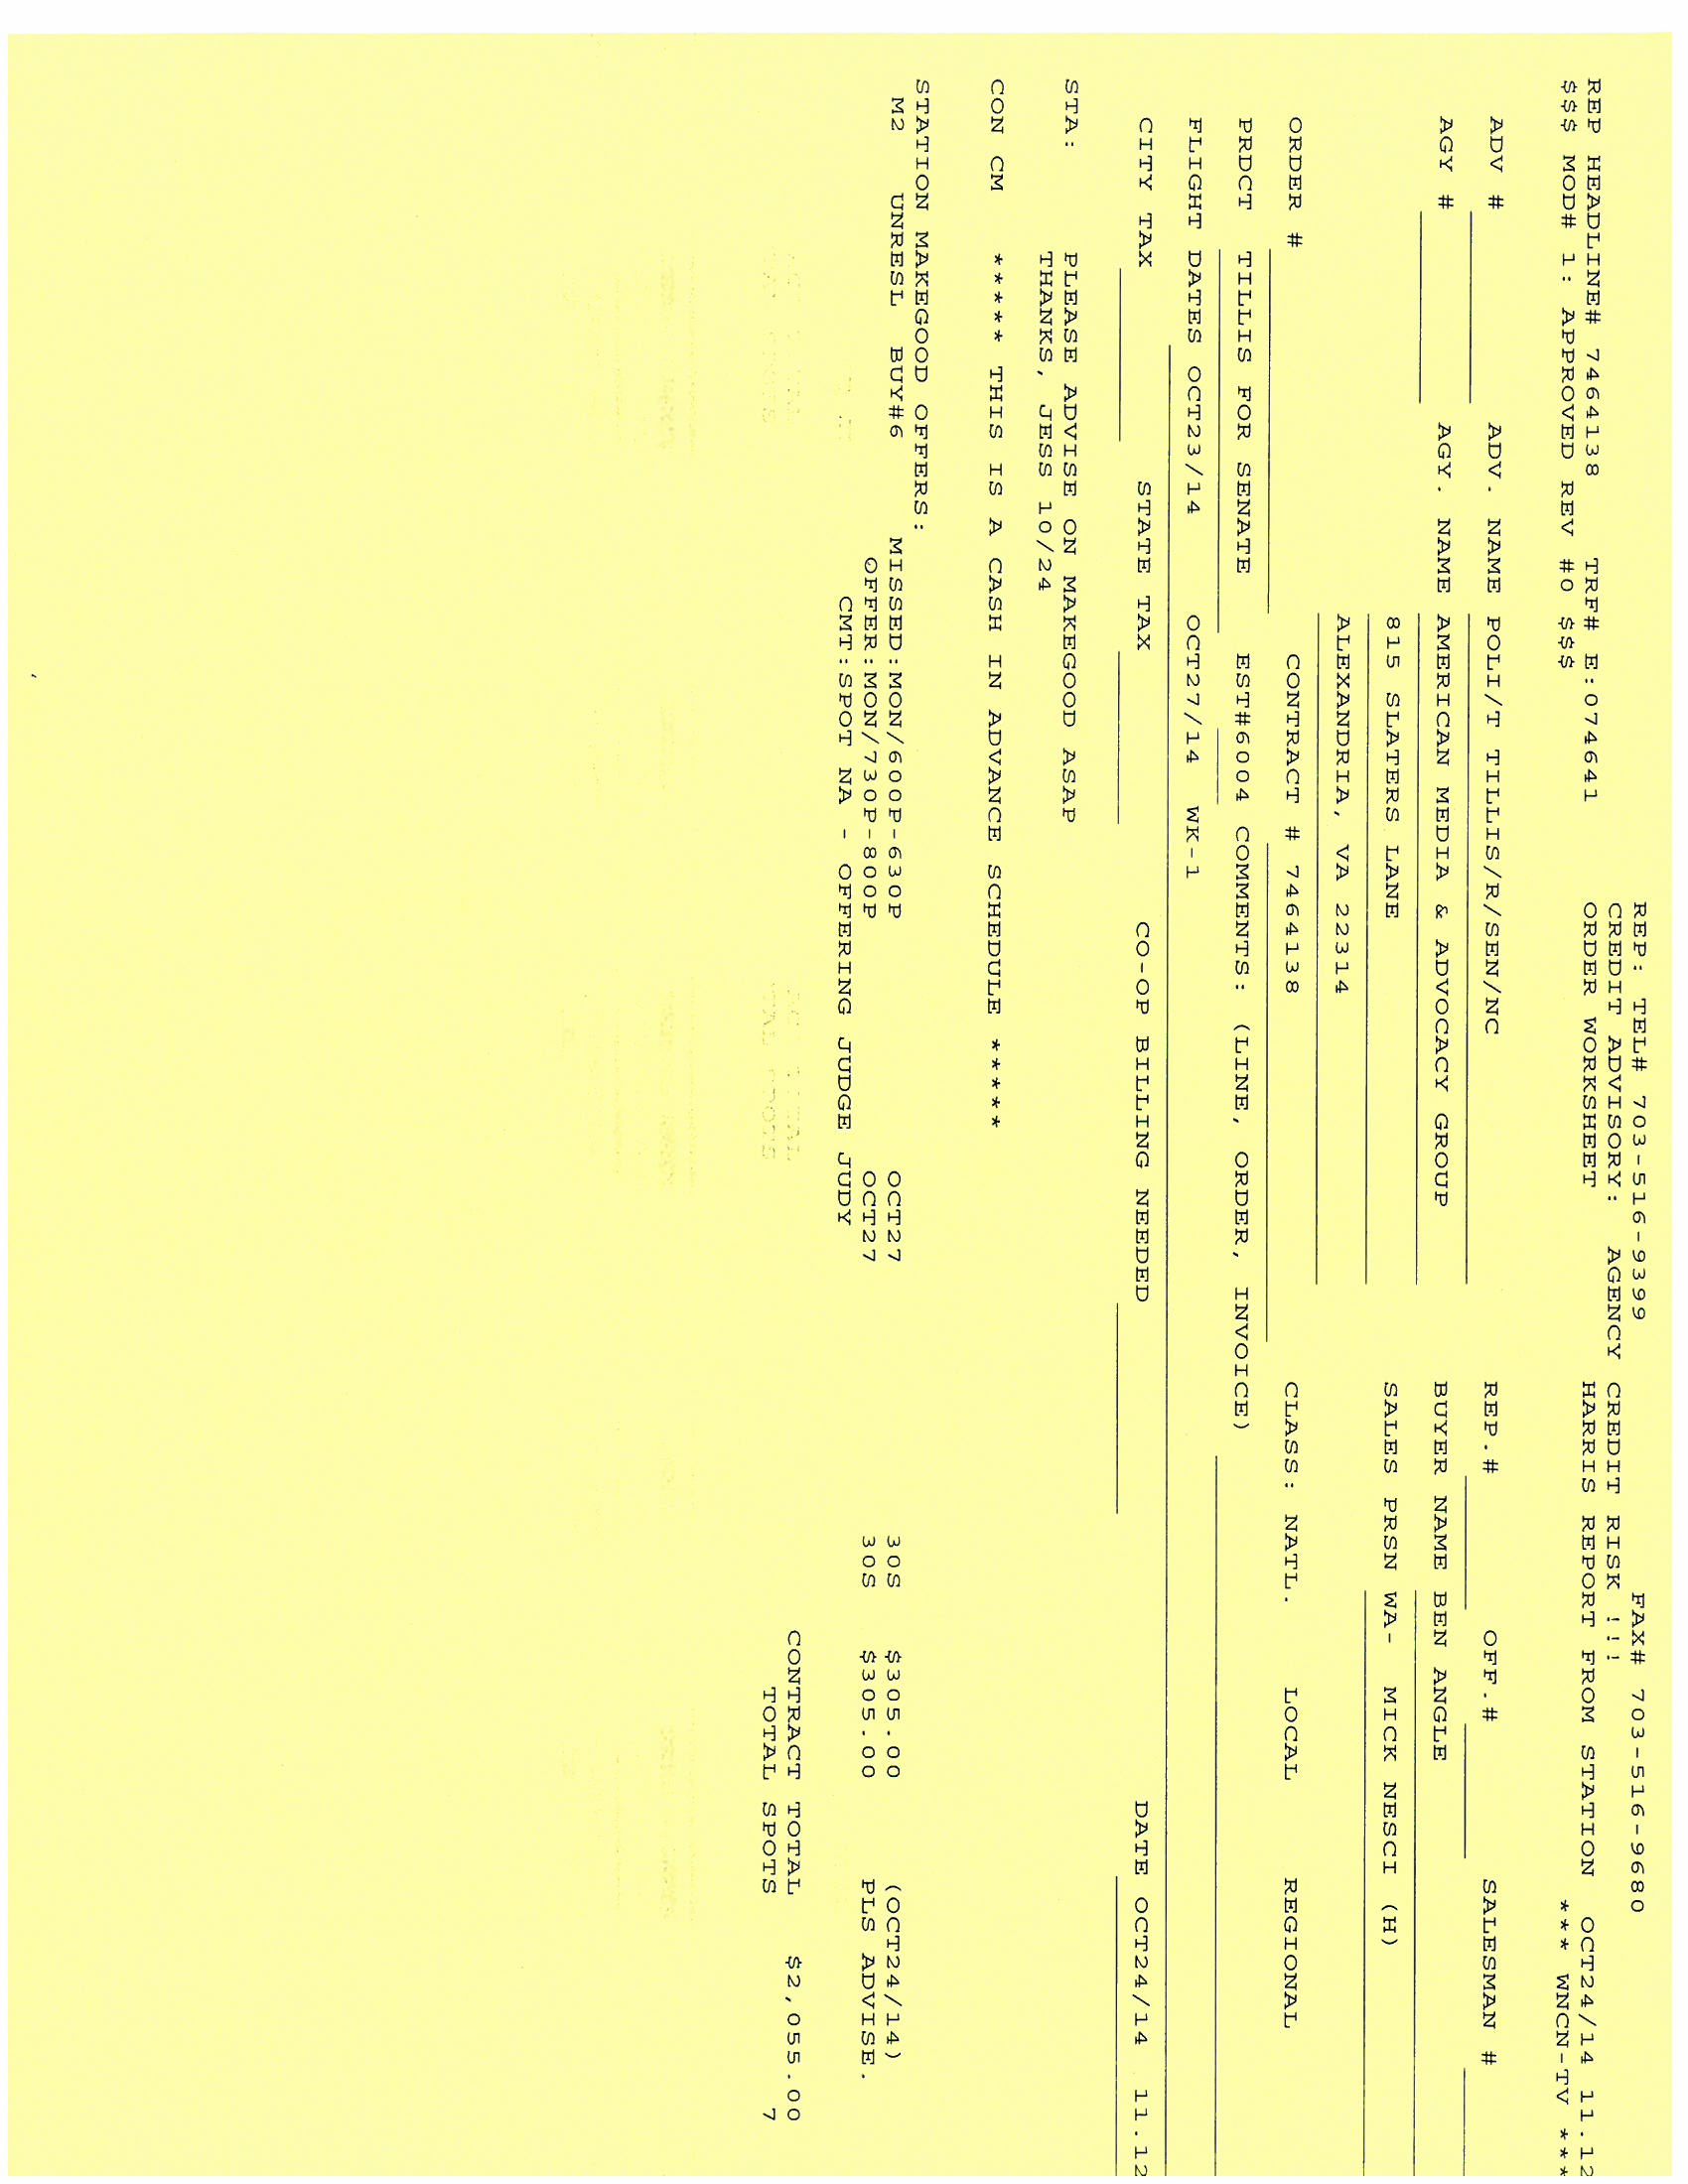 REP: TEL# 703-516-9399 FAX# 703-516-9680
CREDIT ADVISORY: AGENCY CREDIT RISK !!!
ORDER WORKSHEET HARRIS REPORT FROM STATION OCT24/14 11.12
REP HEADLINE# 7464138 TRF# E:074641 *** WNCN-TV ***
$$$ MOD# 1: APPROVED REV #0 $$$
ADV # ADV. NAME POLI/T TILLIS/R/SEN/NC REP.# OFF.# SALESMAN #
AGY # AGY. NAME AMERICAN MEDIA & ADVOCACY GROUP BUYER NAME BEN ANGLE
815 SLATERS LANE SALES PRSN WA- MICK NESCI (H)
ALEXANDRIA, VA 22314
ORDER # CONTRACT # 7464138 CLASS: NATL. LOCAL REGIONAL
PRDCT TILLIS FOR SENATE EST#6004 COMMENTS: (LINE, ORDER, INVOICE)
FLIGHT DATES OCT23/14 OCT27/14 WK-1
CITY TAX STATE TAX CO-OP BILLING NEEDED DATE OCT24/14 11.12
STA: PLEASE ADVISE ON MAKEGOOD ASAP
THANKS, JESS 10/24
CON CM ***** THIS IS A CASH IN ADVANCE SCHEDULE *****
STATION MAKEGOOD OFFERS:
M2 UNRESL BUY#6 MISSED:MON/600P-630P OCT27 30S $305.00 (OCT24/14)
OFFER:MON/730P-800P OCT27 30S $305.00 PLS ADVISE.
CMT:SPOT NA - OFFERING JUDGE JUDY
CONTRACT TOTAL $2,055.00
TOTAL SPOTS 7